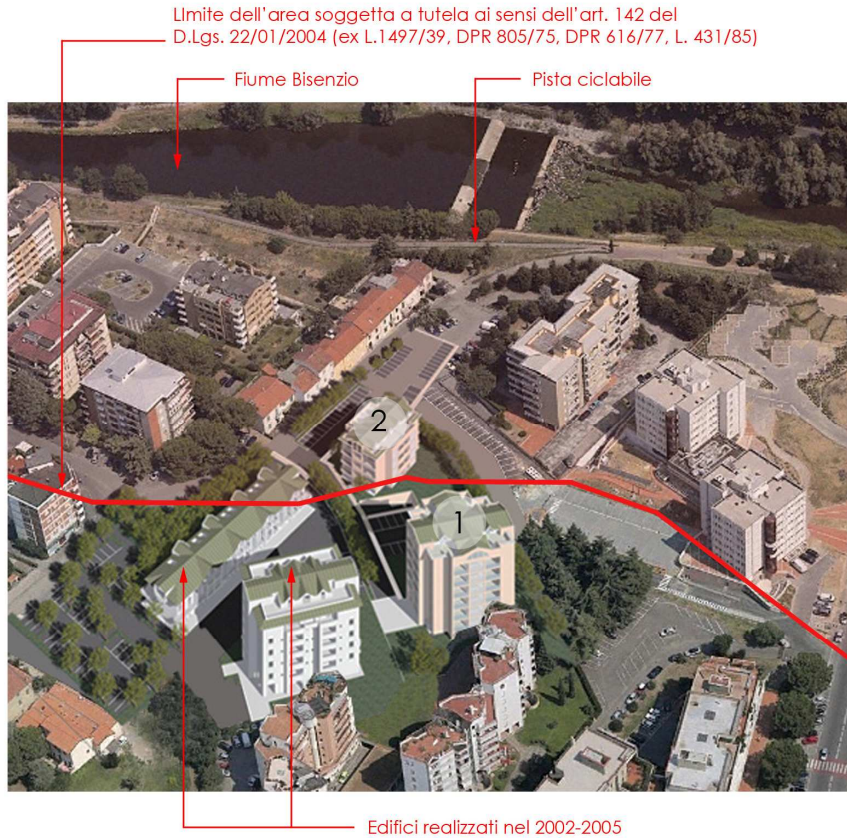 LImite dell'area soggetta a tutela ai sensi dell'art. 142 del
D.Lgs. 22/01/2004 (ex L.1497/39, DPR 805/75, DPR 616/77, L. 431/85)
Fiume Bisenzio
Pista ciclabile
2
1
Edifici realizzati nel 2002-2005